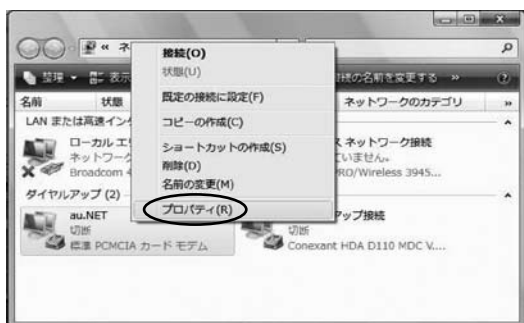 « ネ
整理 表示
続の名前を変更する »
名前 状態 ネットワークのカテゴリ »
接続(O)
状態(U)
既定の接続に設定(F)
コピーの作成(C)
ショートカットの作成(S)
削除(D)
名前の変更(M)
プロパティ(R)
LAN または高速イン
ローカル エ
ネットワーク
Broadcom 4
ス ネットワーク接続
ていません。
PRO/Wireless 3945...
ダイヤルアップ (2)
au.NET
切断
標準 PCMCIA カード モデム
アップ接続
切断
Conexant HDA D110 MDC V....